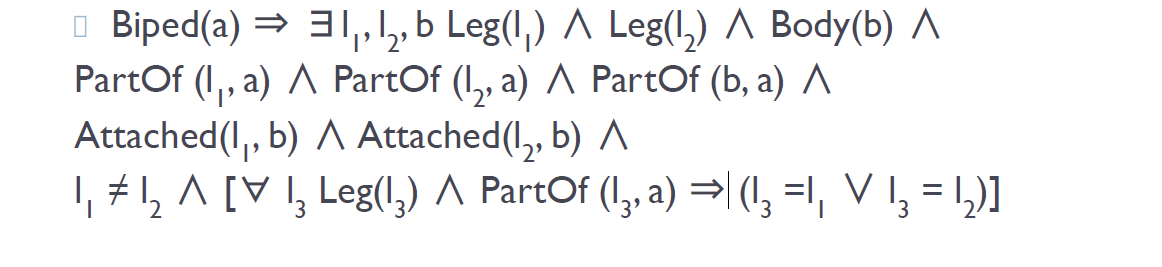 Biped(a) ⇒ ∃ l₁, l₂, b Leg(l₁) ∧ Leg(l₂) ∧ Body(b) ∧
PartOf (l₁, a) ∧ PartOf (l₂, a) ∧ PartOf (b, a) ∧
Attached(l₁, b) ∧ Attached(l₂, b) ∧
l₁ ≠ l₂ ∧ [∀ l₃ Leg(l₃) ∧ PartOf (l₃, a) ⇒ (l₃ =l₁ ∨ l₃ = l₂)]